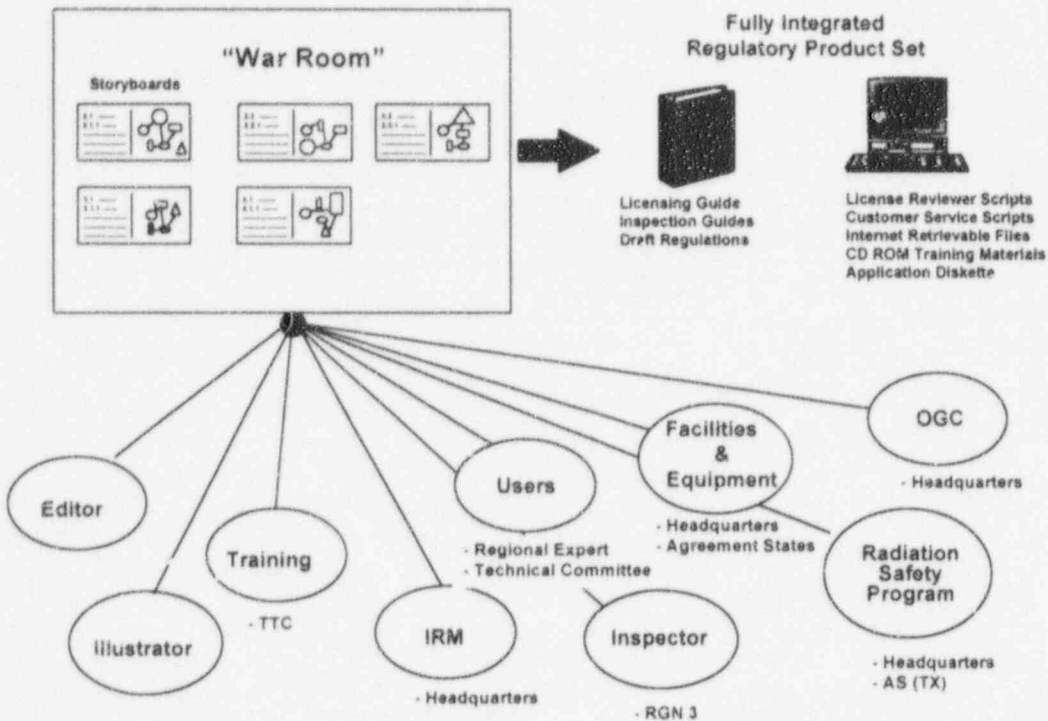 "War Room"
Storyboards
Fully Integrated
Regulatory Product Set
Licensing Guide
Inspection Guides
Draft Regulations
License Reviewer Scripts
Customer Service Scripts
Internet Retrievable Files
CD ROM Training Materials
Application Diskette
Editor
Illustrator
Training
- TTC
IRM
- Headquarters
Users
- Regional Expert
- Technical Committee
Inspector
- RGN 3
Facilities
&
Equipment
- Headquarters
- Agreement States
OGC
- Headquarters
Radiation
Safety
Program
- Headquarters
- AS (TX)